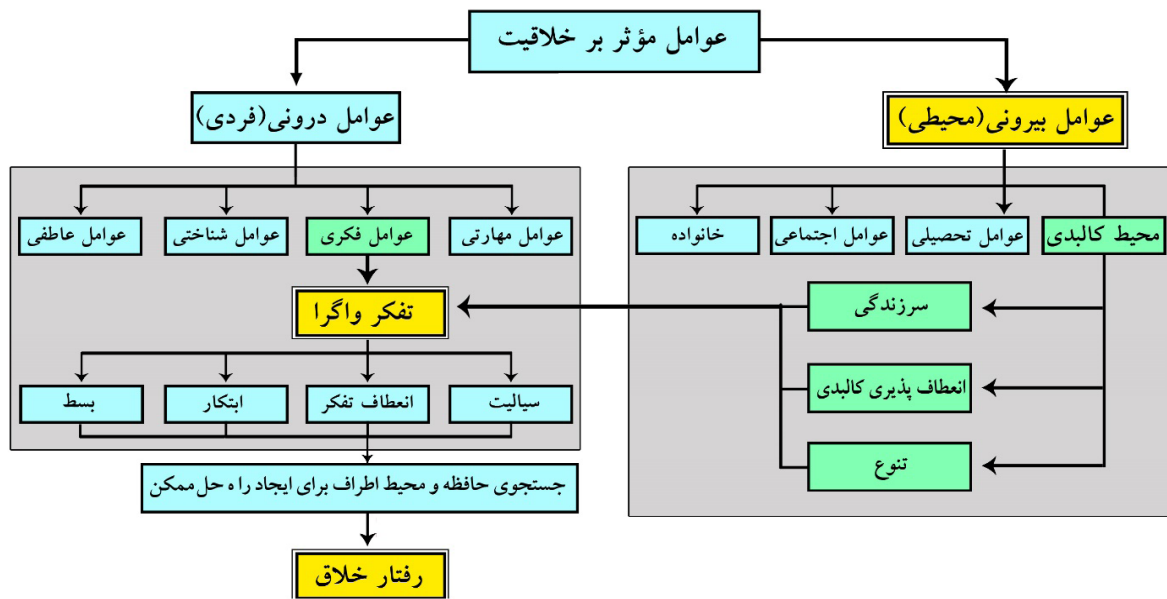 عوامل مؤثر بر خلاقیت
عوامل بیرونی(محیطی)
عوامل درونی(فردی)
محیط کالبدی
عوامل تحصیلی
عوامل اجتماعی
خانواده
عوامل مهارتی
عوامل فکری
عوامل شناختی
عوامل عاطفی
سرزندگی
انعطاف پذیری کالبدی
تنوع
تفکر واگرا
سیالیت
انعطاف تفکر
ابتکار
بسط
جستجوی حافظه و محیط اطراف برای ایجاد راه حل ممکن
رفتار خلاق